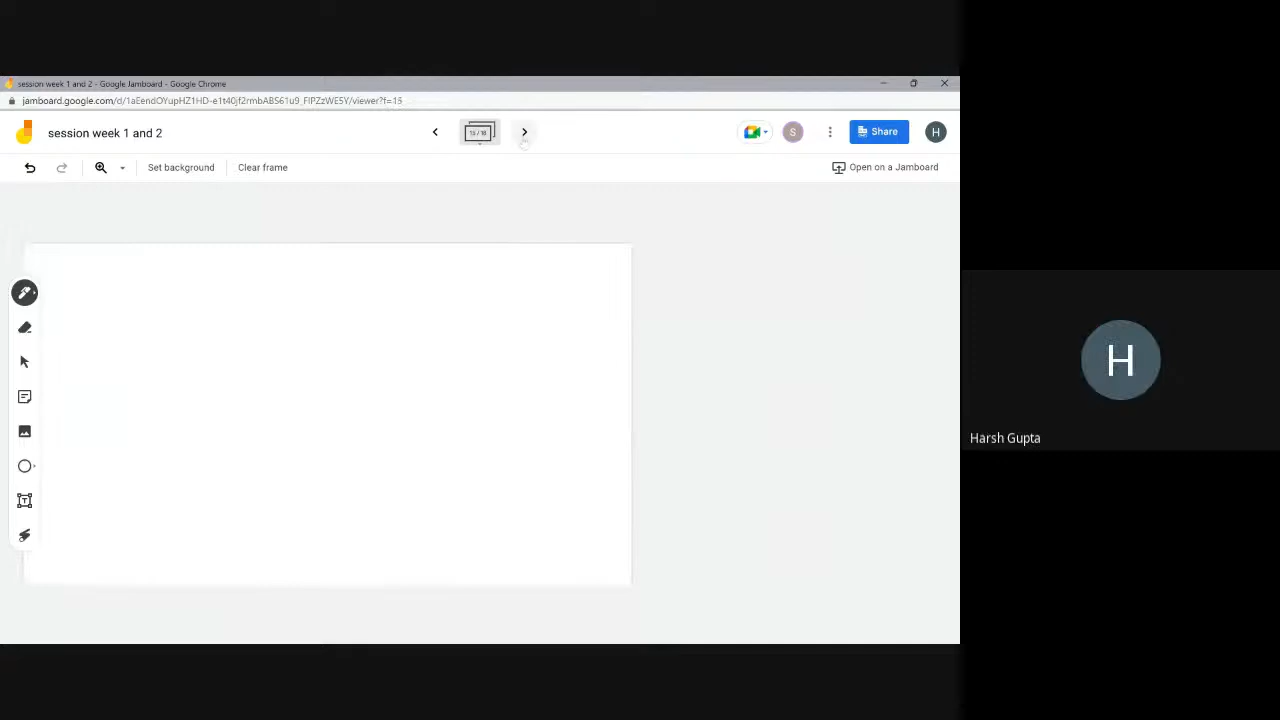 session week 1 and 2 - Google Jamboard - Google Chrome
session week 1 and 2
S
Share
H
Set background
Clear frame
Open on a Jamboard
H
Harsh Gupta